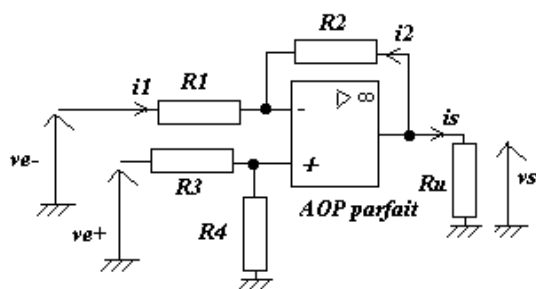 R2
i2
i1
R1
-
▷ ∞
is
ve-
R3
+
Ru
vs
ve+
R4
AOP parfait